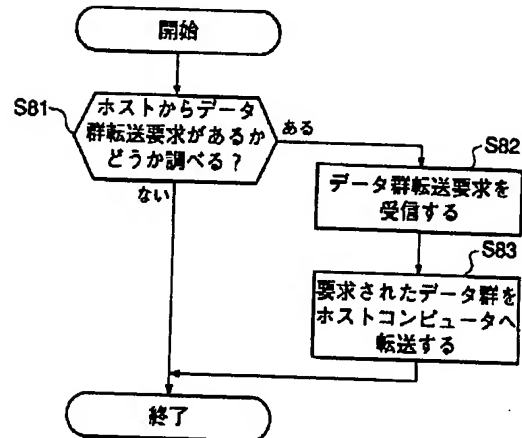 開始
S81
ホストからデータ
群転送要求があるか
どうか調べる?
ある
ない
S82
データ群転送要求を
受信する
S83
要求されたデータ群を
ホストコンピュータへ
転送する
終了